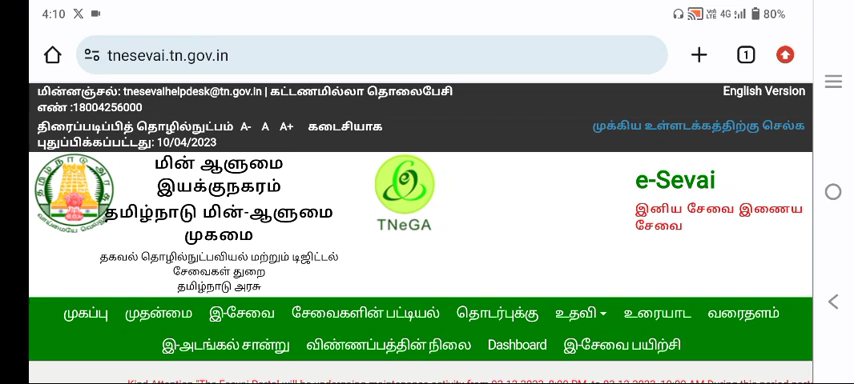 4:10 X 4G 80%
tnesevai.tn.gov.in 1
மின்னஞ்சல்: tnesevaihelpdesk@tn.gov.in | கட்டணமில்லா தொலைபேசி
எண் :18004256000
English Version
திரைப்படிப்பித் தொழில்நுட்பம் A- A A+ கடைசியாக
புதுப்பிக்கப்பட்டது: 10/04/2023
முக்கிய உள்ளடக்கத்திற்கு செல்க
மின் ஆளுமை
இயக்குநகரம்
தமிழ்நாடு மின்-ஆளுமை
முகமை
தகவல் தொழில்நுட்பவியல் மற்றும் டிஜிட்டல்
சேவைகள் துறை
தமிழ்நாடு அரசு
TNeGA
e-Sevai
இனிய சேவை இணைய
சேவை
முகப்பு முதன்மை இ-சேவை சேவைகளின் பட்டியல் தொடர்புக்கு உதவி உரையாட வரைதளம்
இ-அடங்கல் சான்று விண்ணப்பத்தின் நிலை Dashboard இ-சேவை பயிற்சி